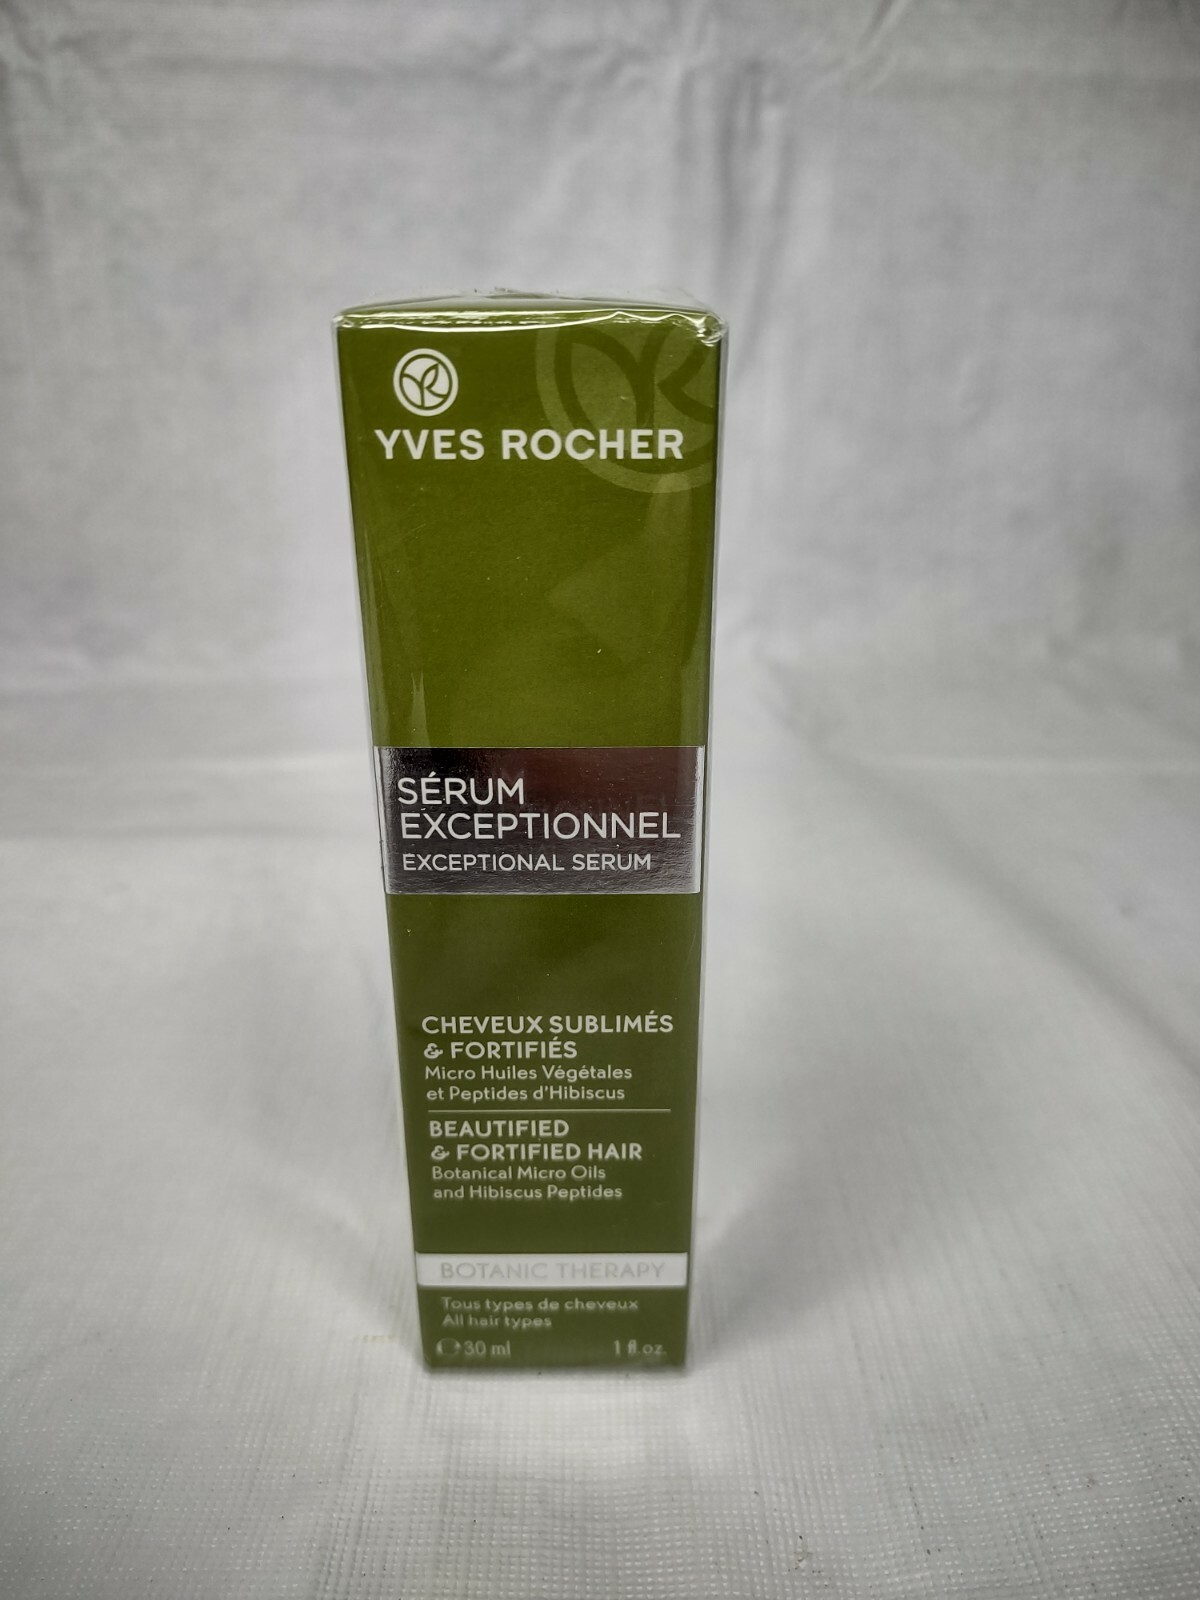 YVES ROCHER
SÉRUM
EXCEPTIONNEL
EXCEPTIONAL SERUM
CHEVEUX SUBLIMÉS
& FORTIFIÉS
Micro Huiles Végétales
et Peptides d'Hibiscus
BEAUTIFIED
& FORTIFIED HAIR
Botanical Micro Oils
and Hibiscus Peptides
BOTANIC THERAPY
Tous types de cheveux
All hair types
℮ 30 ml 1 fl.oz.